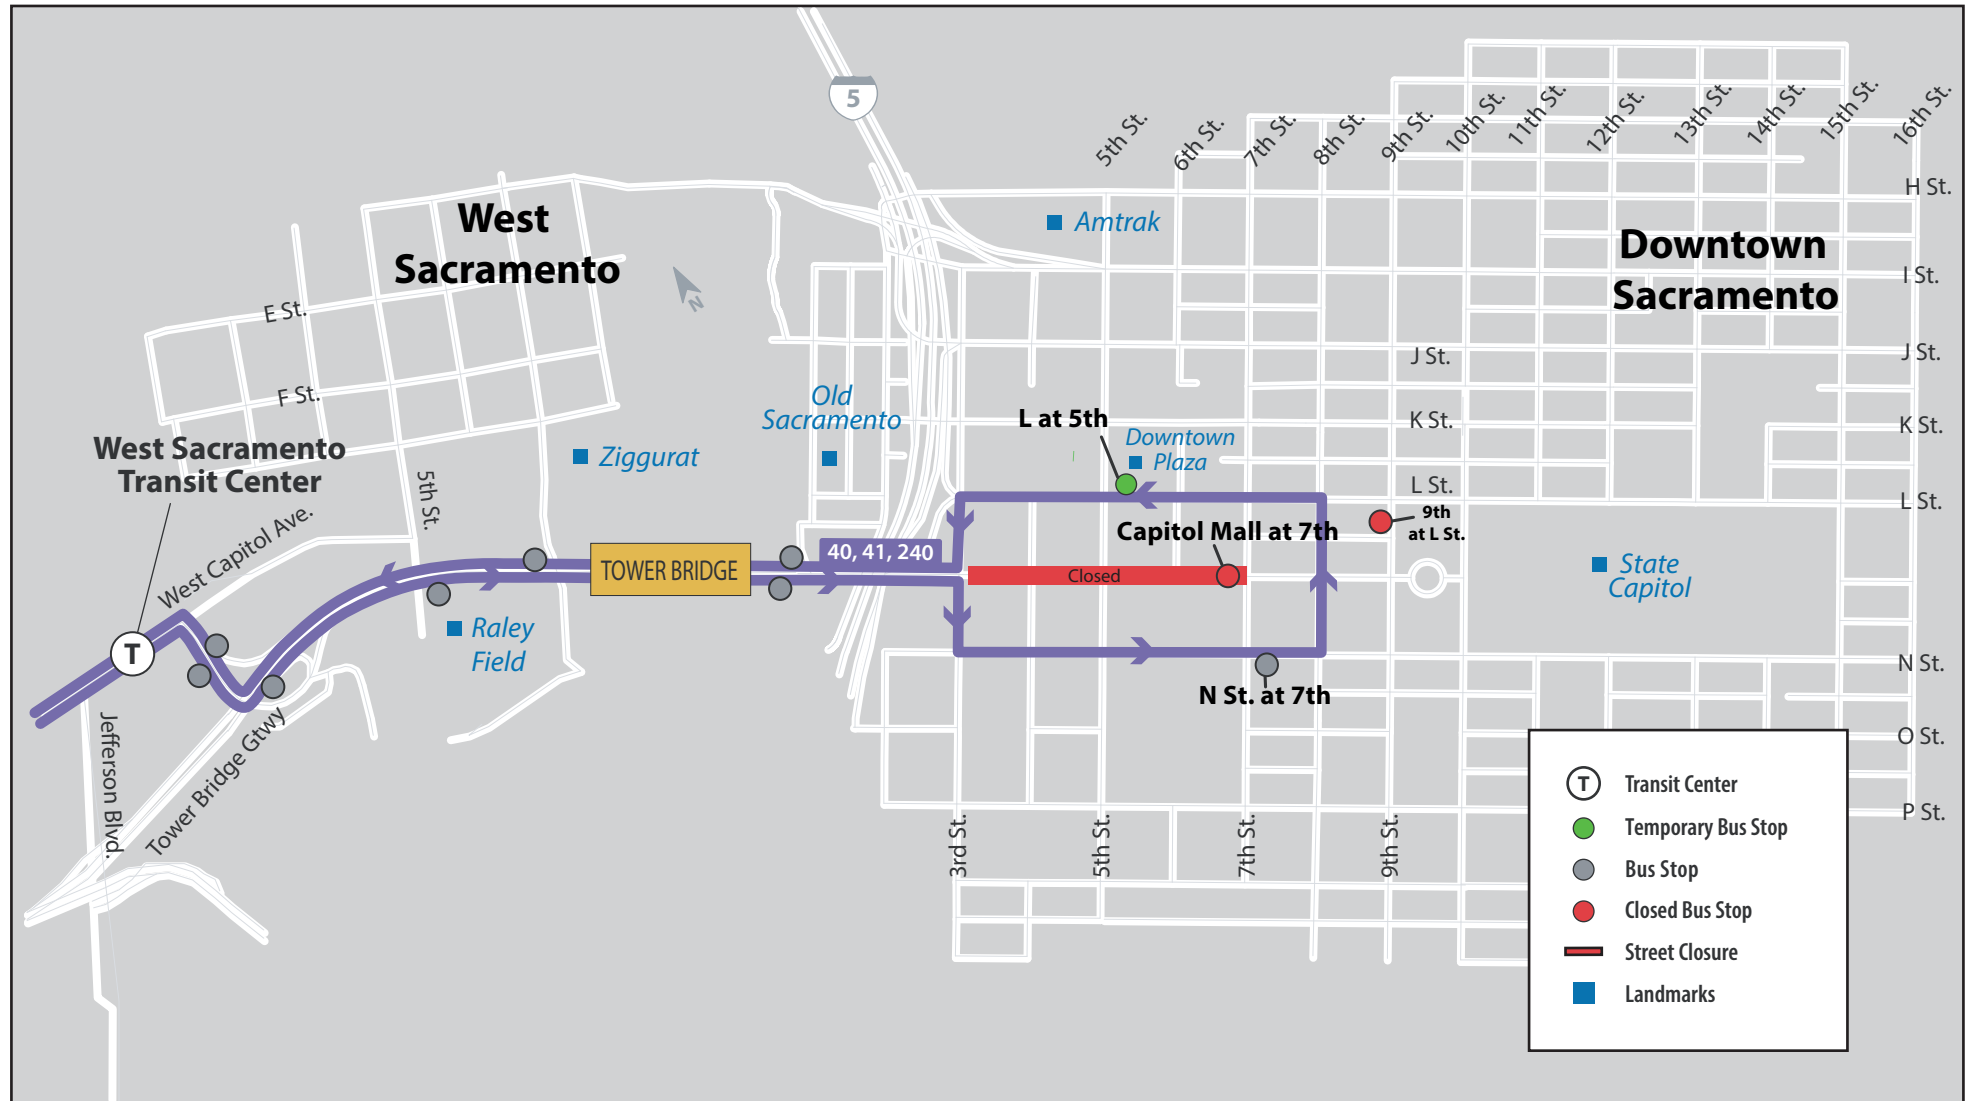 5
5th St.
6th St.
7th St.
8th St.
9th St.
10th St.
11th St.
12th St.
13th St.
14th St.
15th St.
16th St.
H St.
West
Sacramento
Amtrak
Downtown
Sacramento
N
I St.
E St.
F St.
J St.
J St.
Old
Sacramento
L at 5th
K St.
K St.
West Sacramento
Transit Center
Ziggurat
Downtown
Plaza
5th St.
L St.
L St.
West Capitol Ave.
Capitol Mall at 7th
9th
at L St.
40, 41, 240
TOWER BRIDGE
Closed
State
Capitol
T
Raley
Field
N St. at 7th
N St.
Jefferson Blvd.
Tower Bridge Gtwy
O St.
P St.
3rd St.
5th St.
7th St.
9th St.
T Transit Center
Temporary Bus Stop
Bus Stop
Closed Bus Stop
Street Closure
Landmarks